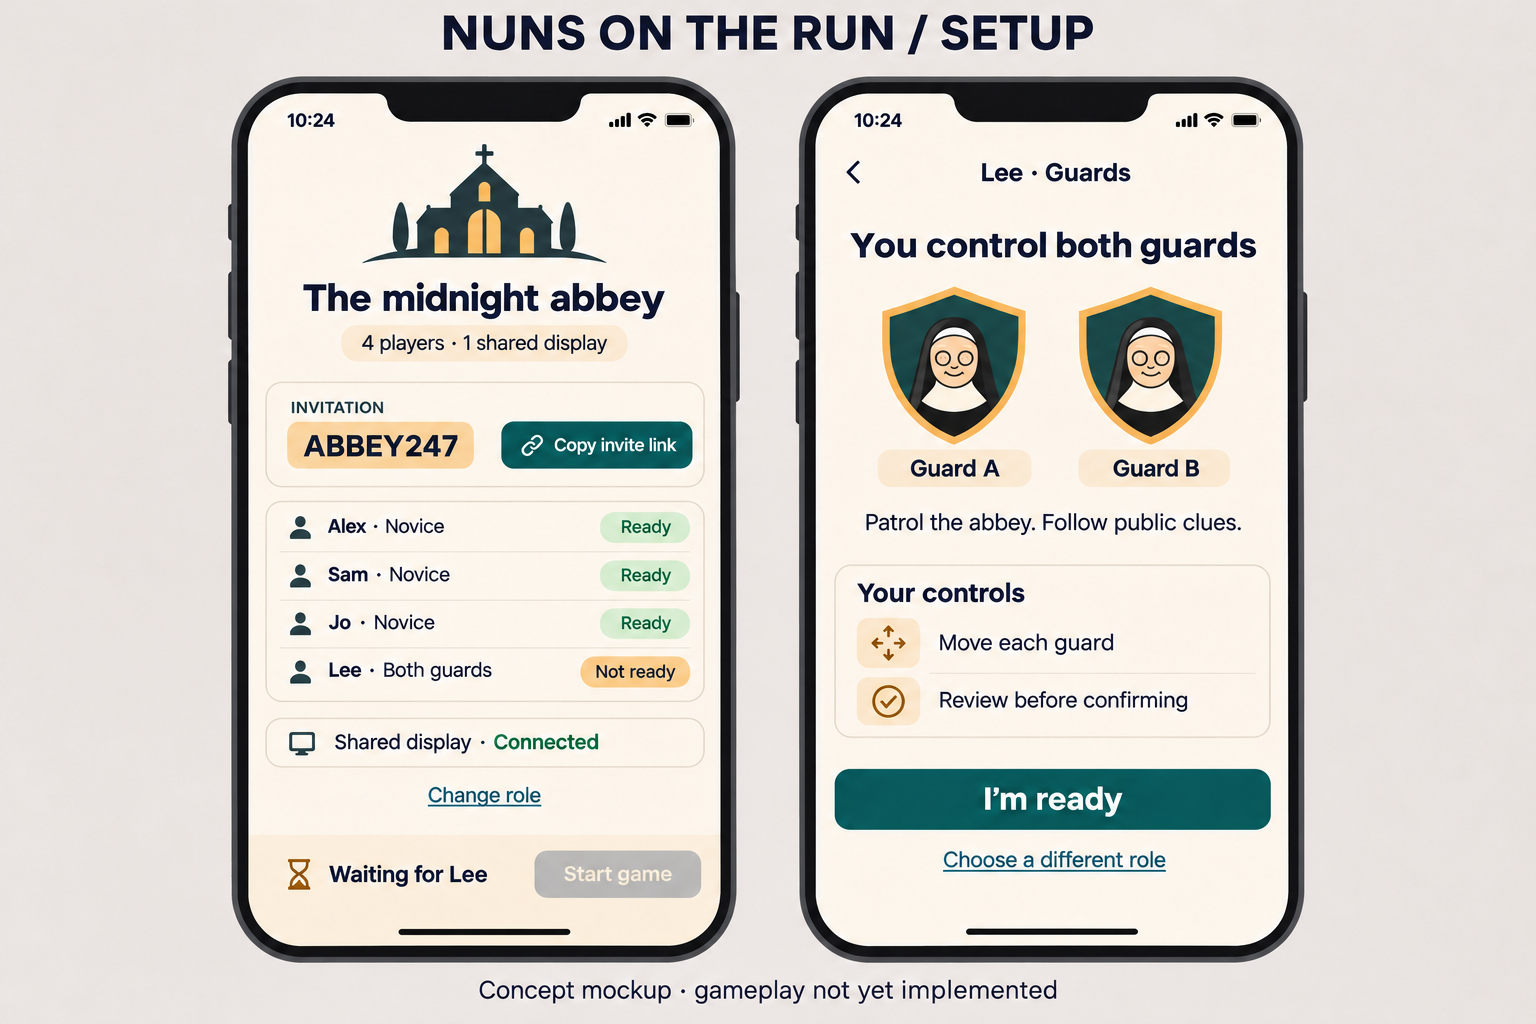 NUNS ON THE RUN / SETUP
10:24
The midnight abbey
4 players · 1 shared display
INVITATION
ABBEY247
Copy invite link
Alex · Novice
Ready
Sam · Novice
Ready
Jo · Novice
Ready
Lee · Both guards
Not ready
Shared display · Connected
Change role
Waiting for Lee
Start game
10:24
Lee · Guards
You control both guards
Guard A
Guard B
Patrol the abbey. Follow public clues.
Your controls
Move each guard
Review before confirming
I'm ready
Choose a different role
Concept mockup · gameplay not yet implemented